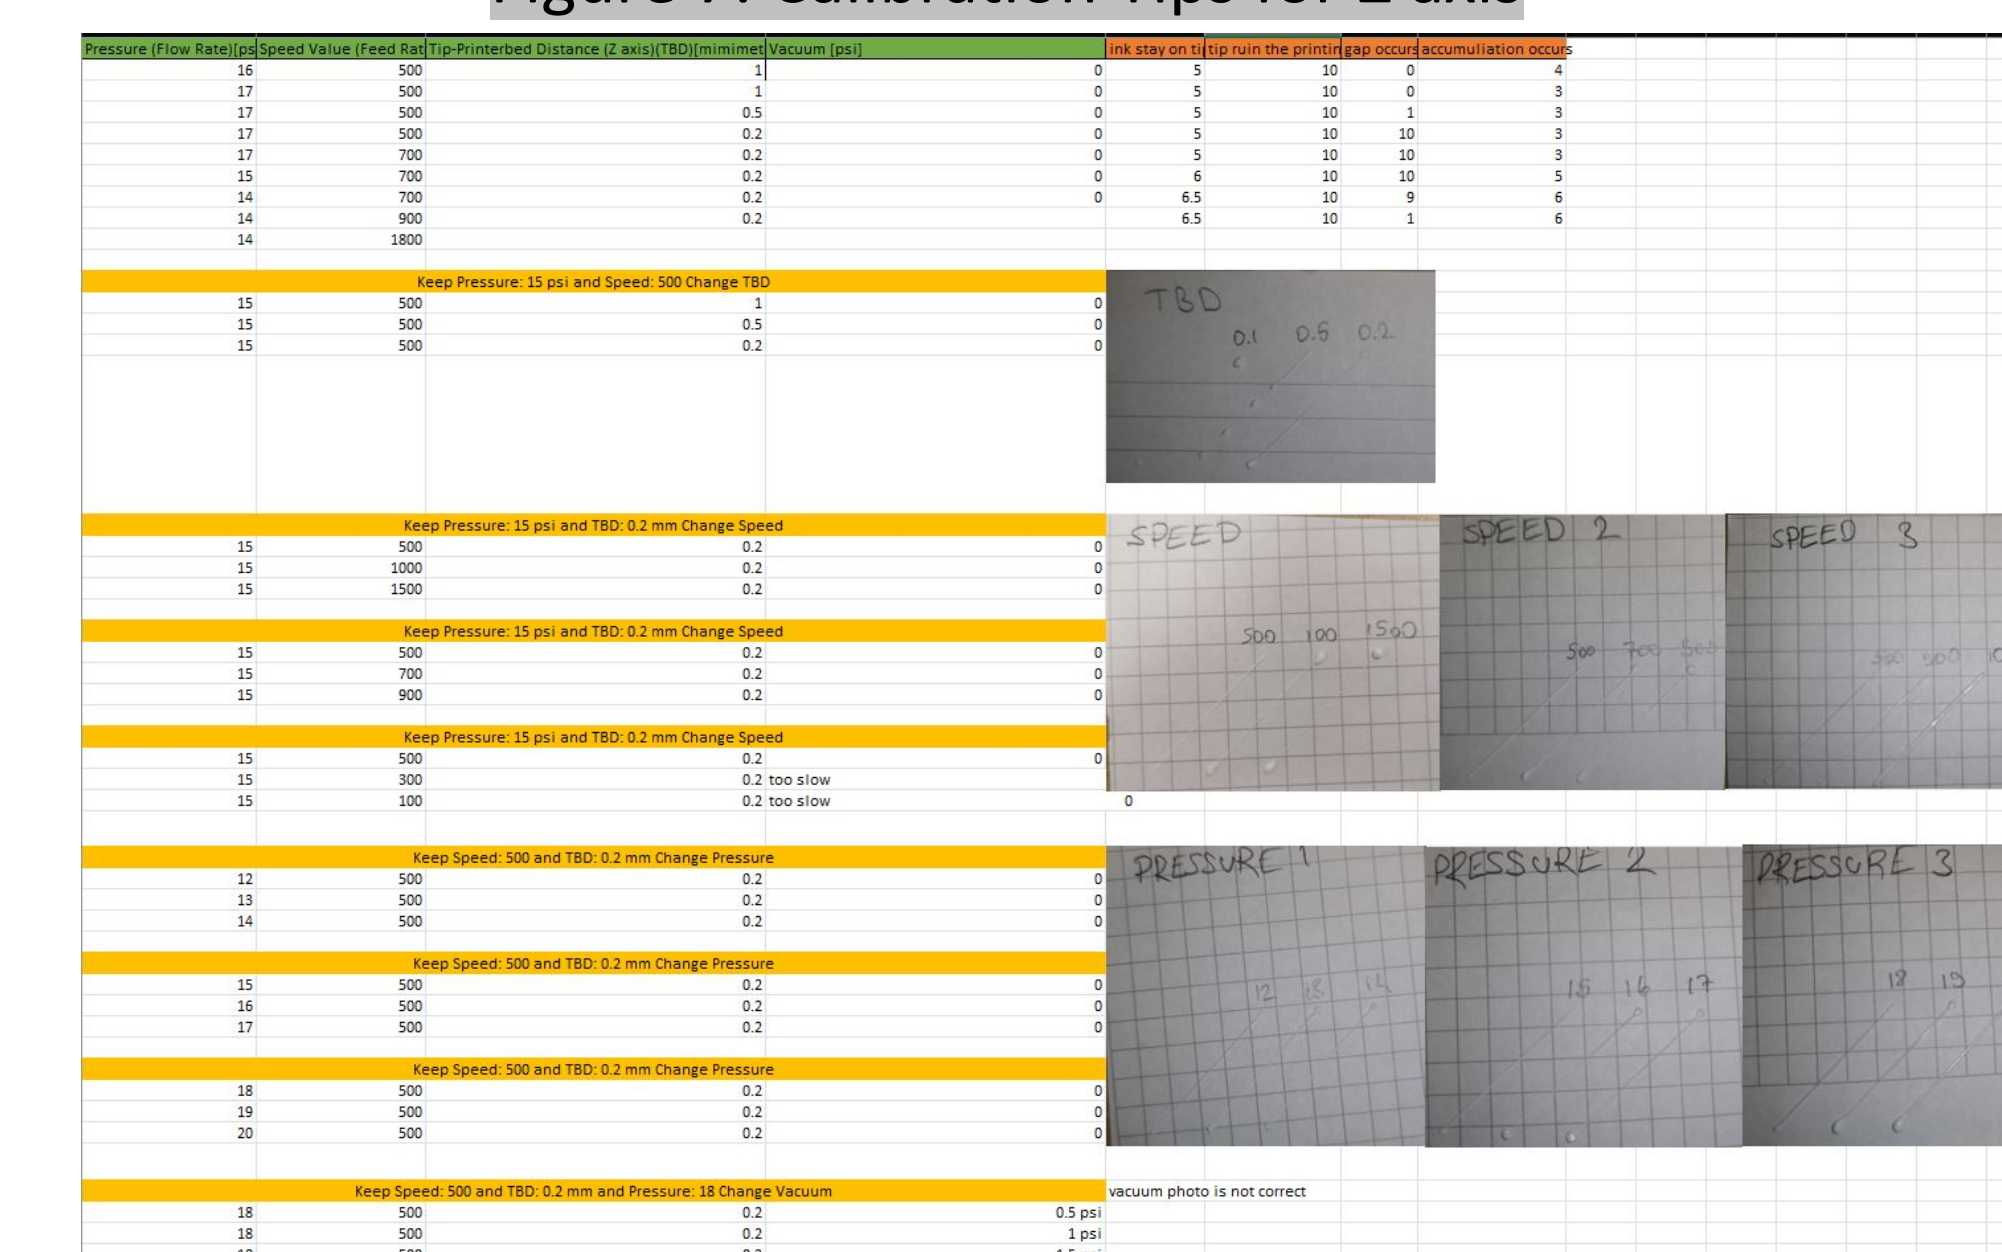 Figure 7. Calibration Tips for Z axis
Pressure (Flow Rate)[ps Speed Value (Feed Rat Tip-Printerbed Distance (Z axis)(TBD)[mimimet Vacuum [psi] ink stay on ti tip ruin the printin gap occurs accumuliation occurs
16 500 1 0 5 10 0 4
17 500 1 0 5 10 0 3
17 500 0.5 0 5 10 1 3
17 500 0.2 0 5 10 10 3
17 700 0.2 0 5 10 10 3
15 700 0.2 0 6 10 10 5
14 700 0.2 0 6.5 10 9 6
14 900 0.2 6.5 10 1 6
14 1800
Keep Pressure: 15 psi and Speed: 500 Change TBD
15 500 1 0
15 500 0.5 0
15 500 0.2 0
TBD
0.1 0.5 0.2
Keep Pressure: 15 psi and TBD: 0.2 mm Change Speed
15 500 0.2 0
15 1000 0.2 0
15 1500 0.2 0
Keep Pressure: 15 psi and TBD: 0.2 mm Change Speed
15 500 0.2 0
15 700 0.2 0
15 900 0.2 0
Keep Pressure: 15 psi and TBD: 0.2 mm Change Speed
15 500 0.2 0
15 300 0.2 too slow
15 100 0.2 too slow 0
SPEED
500 100 1500
SPEED 2
500 700
SPEED 3
900
Keep Speed: 500 and TBD: 0.2 mm Change Pressure
12 500 0.2 0
13 500 0.2 0
14 500 0.2 0
Keep Speed: 500 and TBD: 0.2 mm Change Pressure
15 500 0.2 0
16 500 0.2 0
17 500 0.2 0
Keep Speed: 500 and TBD: 0.2 mm Change Pressure
18 500 0.2 0
19 500 0.2 0
20 500 0.2 0
PRESSURE 1
12 13 14
PRESSURE 2
15 16 17
PRESSURE 3
18 19
Keep Speed: 500 and TBD: 0.2 mm and Pressure: 18 Change Vacuum vacuum photo is not correct
18 500 0.2 0.5 psi
18 500 0.2 1 psi